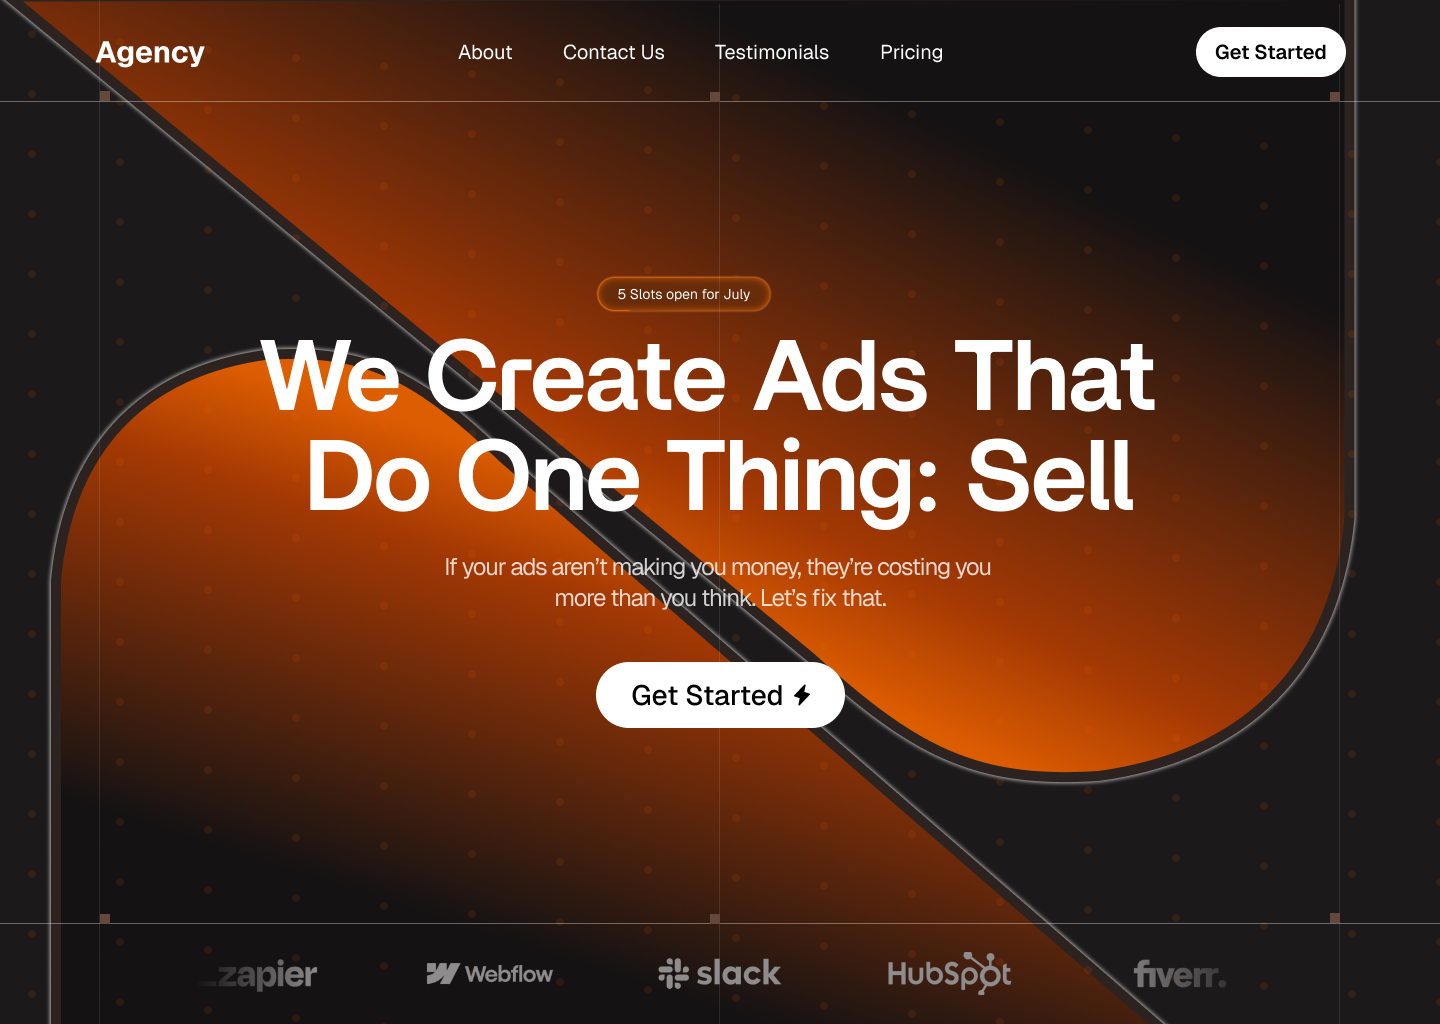 Agency
About
Contact Us
Testimonials
Pricing
Get Started
5 Slots open for July
We Create Ads That
Do One Thing: Sell
If your ads aren’t making you money, they’re costing you
more than you think. Let’s fix that.
Get Started
zapier
Webflow
slack
HubSpot
fiverr.